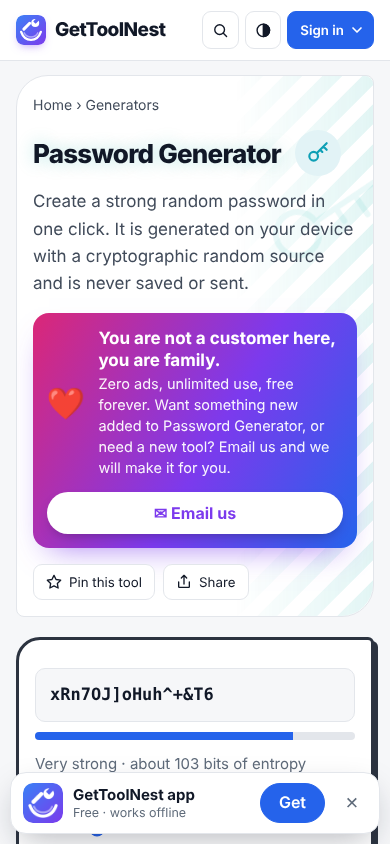 GetToolNest
Sign in
Home › Generators
Password Generator
Create a strong random password in
one click. It is generated on your device
with a cryptographic random source
and is never saved or sent.
You are not a customer here,
you are family.
Zero ads, unlimited use, free
forever. Want something new
added to Password Generator, or
need a new tool? Email us and we
will make it for you.
✉ Email us
Pin this tool
Share
xRn7OJ]oHuh^+&T6
Very strong · about 103 bits of entropy
GetToolNest app
Free · works offline
Get